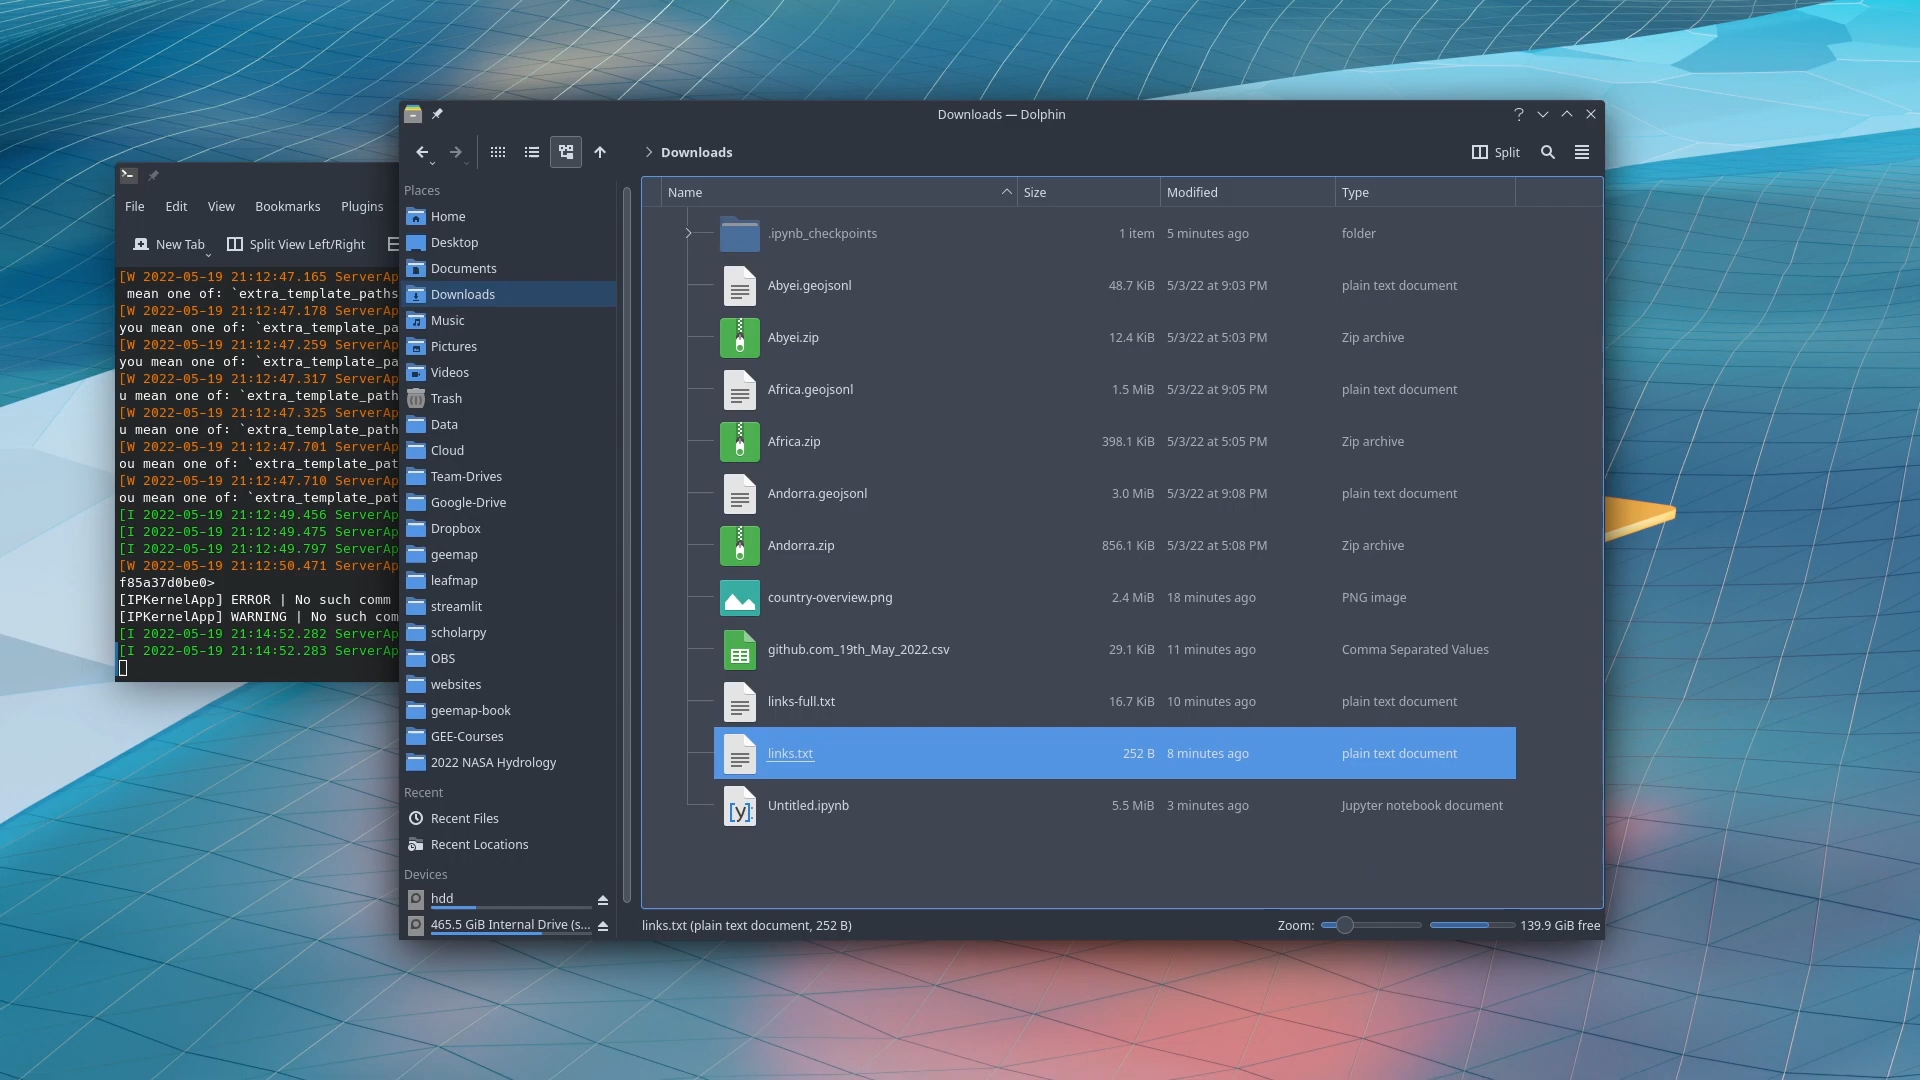 Downloads — Dolphin
Downloads
Split
File Edit View Bookmarks Plugins
New Tab Split View Left/Right
[W 2022-05-19 21:12:47.165 ServerAp
mean one of: `extra_template_paths
[W 2022-05-19 21:12:47.178 ServerAp
you mean one of: `extra_template_pa
[W 2022-05-19 21:12:47.259 ServerAp
you mean one of: `extra_template_pa
[W 2022-05-19 21:12:47.317 ServerAp
u mean one of: `extra_template_path
[W 2022-05-19 21:12:47.325 ServerAp
u mean one of: `extra_template_path
[W 2022-05-19 21:12:47.701 ServerAp
ou mean one of: `extra_template_pat
[W 2022-05-19 21:12:47.710 ServerAp
ou mean one of: `extra_template_pat
[I 2022-05-19 21:12:49.456 ServerAp
[I 2022-05-19 21:12:49.475 ServerAp
[I 2022-05-19 21:12:49.797 ServerAp
[W 2022-05-19 21:12:50.471 ServerAp
f85a37d0be0>
[IPKernelApp] ERROR | No such comm
[IPKernelApp] WARNING | No such com
[I 2022-05-19 21:14:52.282 ServerAp
[I 2022-05-19 21:14:52.283 ServerAp
Places
Home
Desktop
Documents
Downloads
Music
Pictures
Videos
Trash
Data
Cloud
Team-Drives
Google-Drive
Dropbox
geemap
leafmap
streamlit
scholarpy
OBS
websites
geemap-book
GEE-Courses
2022 NASA Hydrology
Recent
Recent Files
Recent Locations
Devices
hdd
465.5 GiB Internal Drive (s...
Name Size Modified Type
.ipynb_checkpoints 1 item 5 minutes ago folder
Abyei.geojsonl 48.7 KiB 5/3/22 at 9:03 PM plain text document
Abyei.zip 12.4 KiB 5/3/22 at 5:03 PM Zip archive
Africa.geojsonl 1.5 MiB 5/3/22 at 9:05 PM plain text document
Africa.zip 398.1 KiB 5/3/22 at 5:05 PM Zip archive
Andorra.geojsonl 3.0 MiB 5/3/22 at 9:08 PM plain text document
Andorra.zip 856.1 KiB 5/3/22 at 5:08 PM Zip archive
country-overview.png 2.4 MiB 18 minutes ago PNG image
github.com_19th_May_2022.csv 29.1 KiB 11 minutes ago Comma Separated Values
links-full.txt 16.7 KiB 10 minutes ago plain text document
links.txt 252 B 8 minutes ago plain text document
Untitled.ipynb 5.5 MiB 3 minutes ago Jupyter notebook document
links.txt (plain text document, 252 B) Zoom: 139.9 GiB free